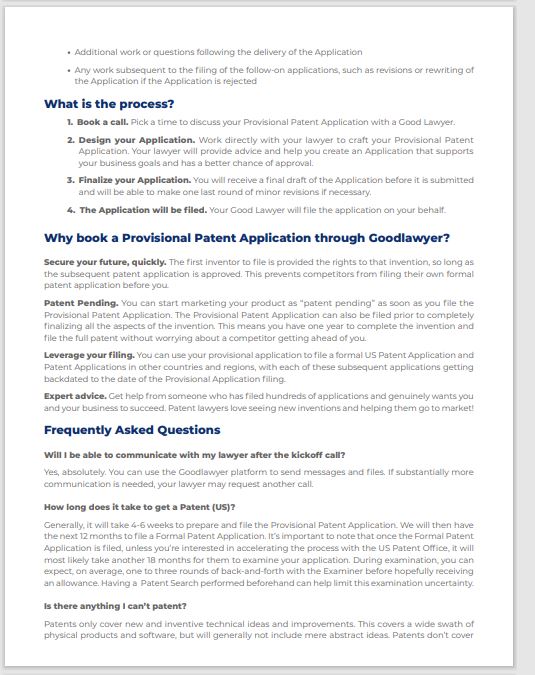 • Additional work or questions following the delivery of the Application
• Any work subsequent to the filing of the follow-on applications, such as revisions or rewriting of
the Application if the Application is rejected
What is the process?
1. Book a call. Pick a time to discuss your Provisional Patent Application with a Good Lawyer.
2. Design your Application. Work directly with your lawyer to craft your Provisional Patent
Application. Your lawyer will provide advice and help you create an Application that supports
your business goals and has a better chance of approval.
3. Finalize your Application. You will receive a final draft of the Application before it is submitted
and will be able to make one last round of minor revisions if necessary.
4. The Application will be filed. Your Good Lawyer will file the application on your behalf.
Why book a Provisional Patent Application through Goodlawyer?
Secure your future, quickly. The first inventor to file is provided the rights to that invention, so long as
the subsequent patent application is approved. This prevents competitors from filing their own formal
patent application before you.
Patent Pending. You can start marketing your product as “patent pending” as soon as you file the
Provisional Patent Application. The Provisional Patent Application can also be filed prior to completely
finalizing all the aspects of the invention. This means you have one year to complete the invention and
file the full patent without worrying about a competitor getting ahead of you.
Leverage your filing. You can use your provisional application to file a formal US Patent Application and
Patent Applications in other countries and regions, with each of these subsequent applications getting
backdated to the date of the Provisional Application filing.
Expert advice. Get help from someone who has filed hundreds of applications and genuinely wants you
and your business to succeed. Patent lawyers love seeing new inventions and helping them go to market!
Frequently Asked Questions
Will I be able to communicate with my lawyer after the kickoff call?
Yes, absolutely. You can use the Goodlawyer platform to send messages and files. If substantially more
communication is needed, your lawyer may request another call.
How long does it take to get a Patent (US)?
Generally, it will take 4-6 weeks to prepare and file the Provisional Patent Application. We will then have
the next 12 months to file a Formal Patent Application. It’s important to note that once the Formal Patent
Application is filed, unless you’re interested in accelerating the process with the US Patent Office, it will
most likely take another 18 months for them to examine your application. During examination, you can
expect, on average, one to three rounds of back-and-forth with the Examiner before hopefully receiving
an allowance. Having a Patent Search performed beforehand can help limit this examination uncertainty.
Is there anything I can’t patent?
Patents only cover new and inventive technical ideas and improvements. This covers a wide swath of
physical products and software, but will generally not include mere abstract ideas. Patents don’t cover